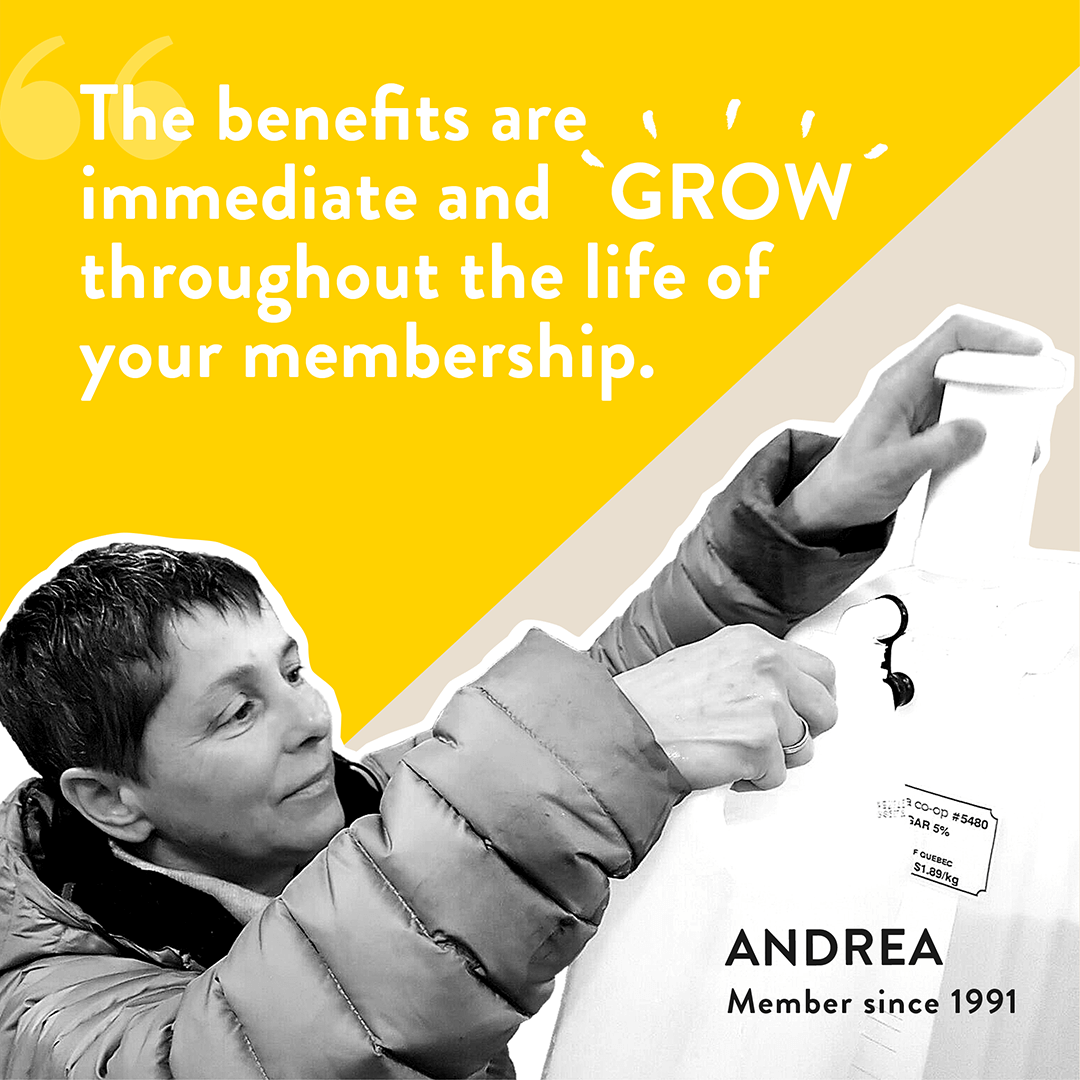 “The benefits are
immediate and GROW
throughout the life of
your membership.
co-op #5480
5%
QUEBEC
$1.89/kg
ANDREA
Member since 1991